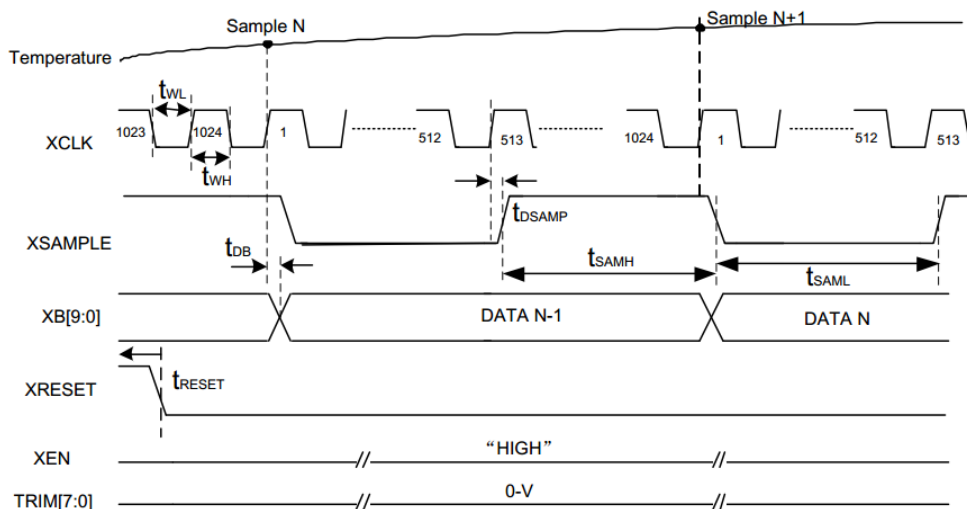 Sample N
Sample N+1
Temperature
tWL
1023
1024
1
512
513
1024
1
512
513
XCLK
tWH
tDSAMP
XSAMPLE
tDB
tSAMH
tSAML
XB[9:0]
DATA N-1
DATA N
XRESET
tRESET
XEN
“HIGH”
TRIM[7:0]
0-V